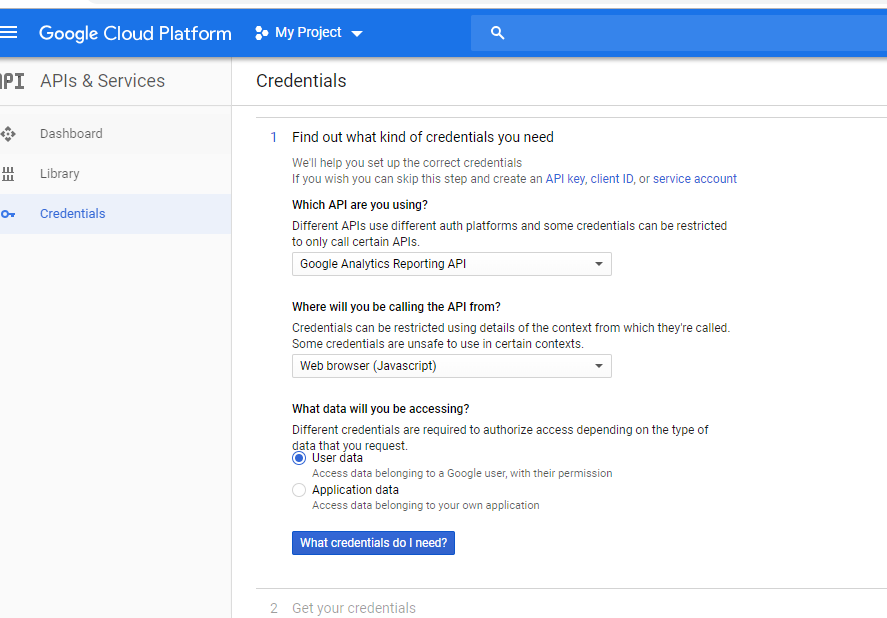 Google Cloud Platform
My Project
API
APIs & Services
Credentials
Dashboard
Library
Credentials
1 Find out what kind of credentials you need
We'll help you set up the correct credentials
If you wish you can skip this step and create an API key, client ID, or service account
Which API are you using?
Different APIs use different auth platforms and some credentials can be restricted
to only call certain APIs.
Google Analytics Reporting API
Where will you be calling the API from?
Credentials can be restricted using details of the context from which they're called.
Some credentials are unsafe to use in certain contexts.
Web browser (Javascript)
What data will you be accessing?
Different credentials are required to authorize access depending on the type of
data that you request.
User data
Access data belonging to a Google user, with their permission
Application data
Access data belonging to your own application
What credentials do I need?
2 Get your credentials